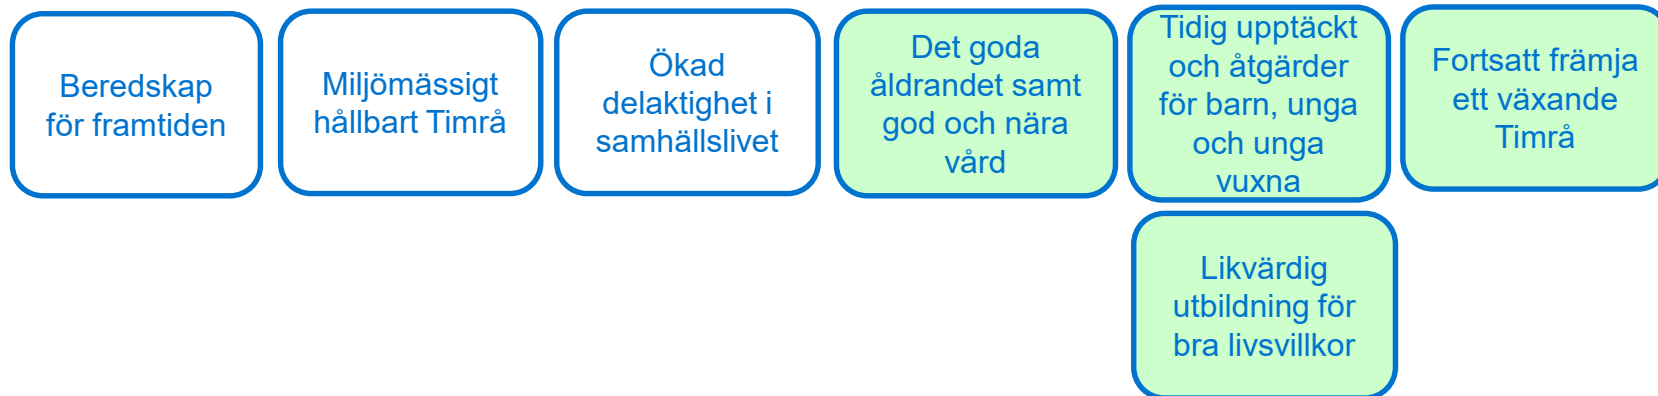 Beredskap
för framtiden
Miljömässigt
hållbart Timrå
Ökad
delaktighet i
samhällslivet
Det goda
åldrandet samt
god och nära
vård
Tidig upptäckt
och åtgärder
för barn, unga
och unga
vuxna
Fortsatt främja
ett växande
Timrå
Likvärdig
utbildning för
bra livsvillkor